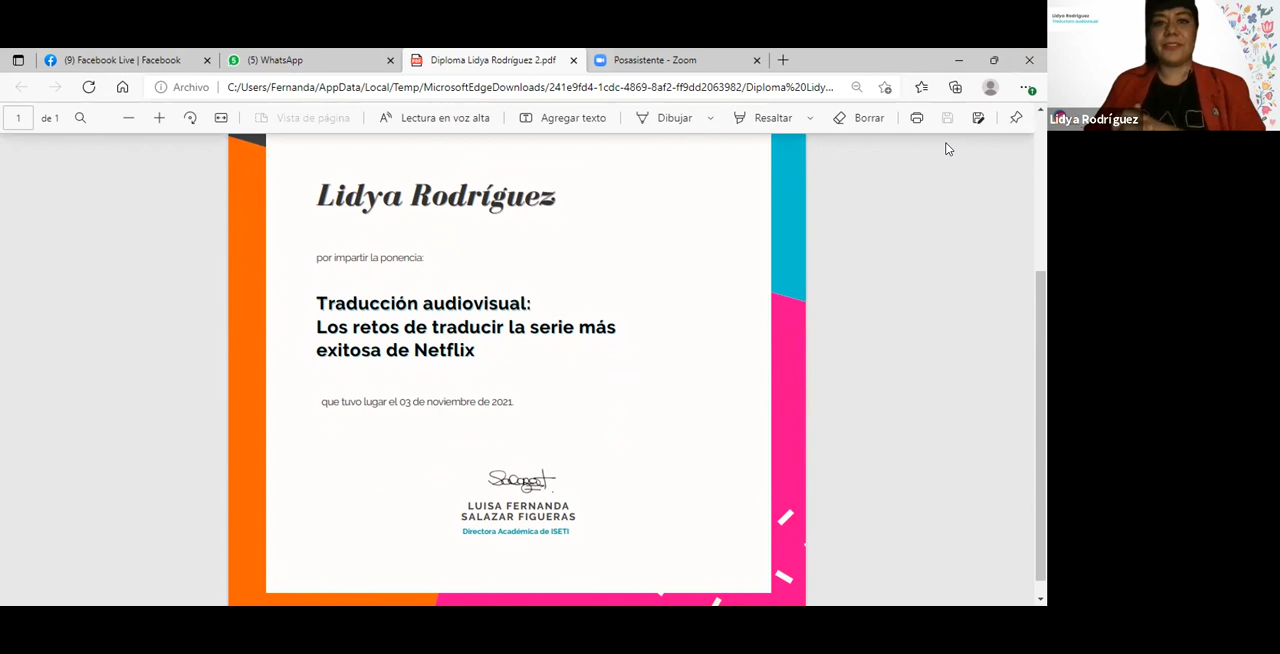 Lidya Rodríguez
Traducción audiovisual
(9) Facebook Live | Facebook
(5) WhatsApp
Diploma Lidya Rodríguez 2.pdf
Posasistente - Zoom
Archivo
C:/Users/Fernanda/AppData/Local/Temp/MicrosoftEdgeDownloads/241e9fd4-1cdc-4869-8af2-ff9dd2063982/Diploma%20Lidy...
1
de 1
Vista de página
Lectura en voz alta
Agregar texto
Dibujar
Resaltar
Borrar
Lidya Rodríguez
Lidya Rodríguez
por impartir la ponencia:
Traducción audiovisual:
Los retos de traducir la serie más
exitosa de Netflix
que tuvo lugar el 03 de noviembre de 2021.
LUISA FERNANDA
SALAZAR FIGUERAS
Directora Académica de ISETI